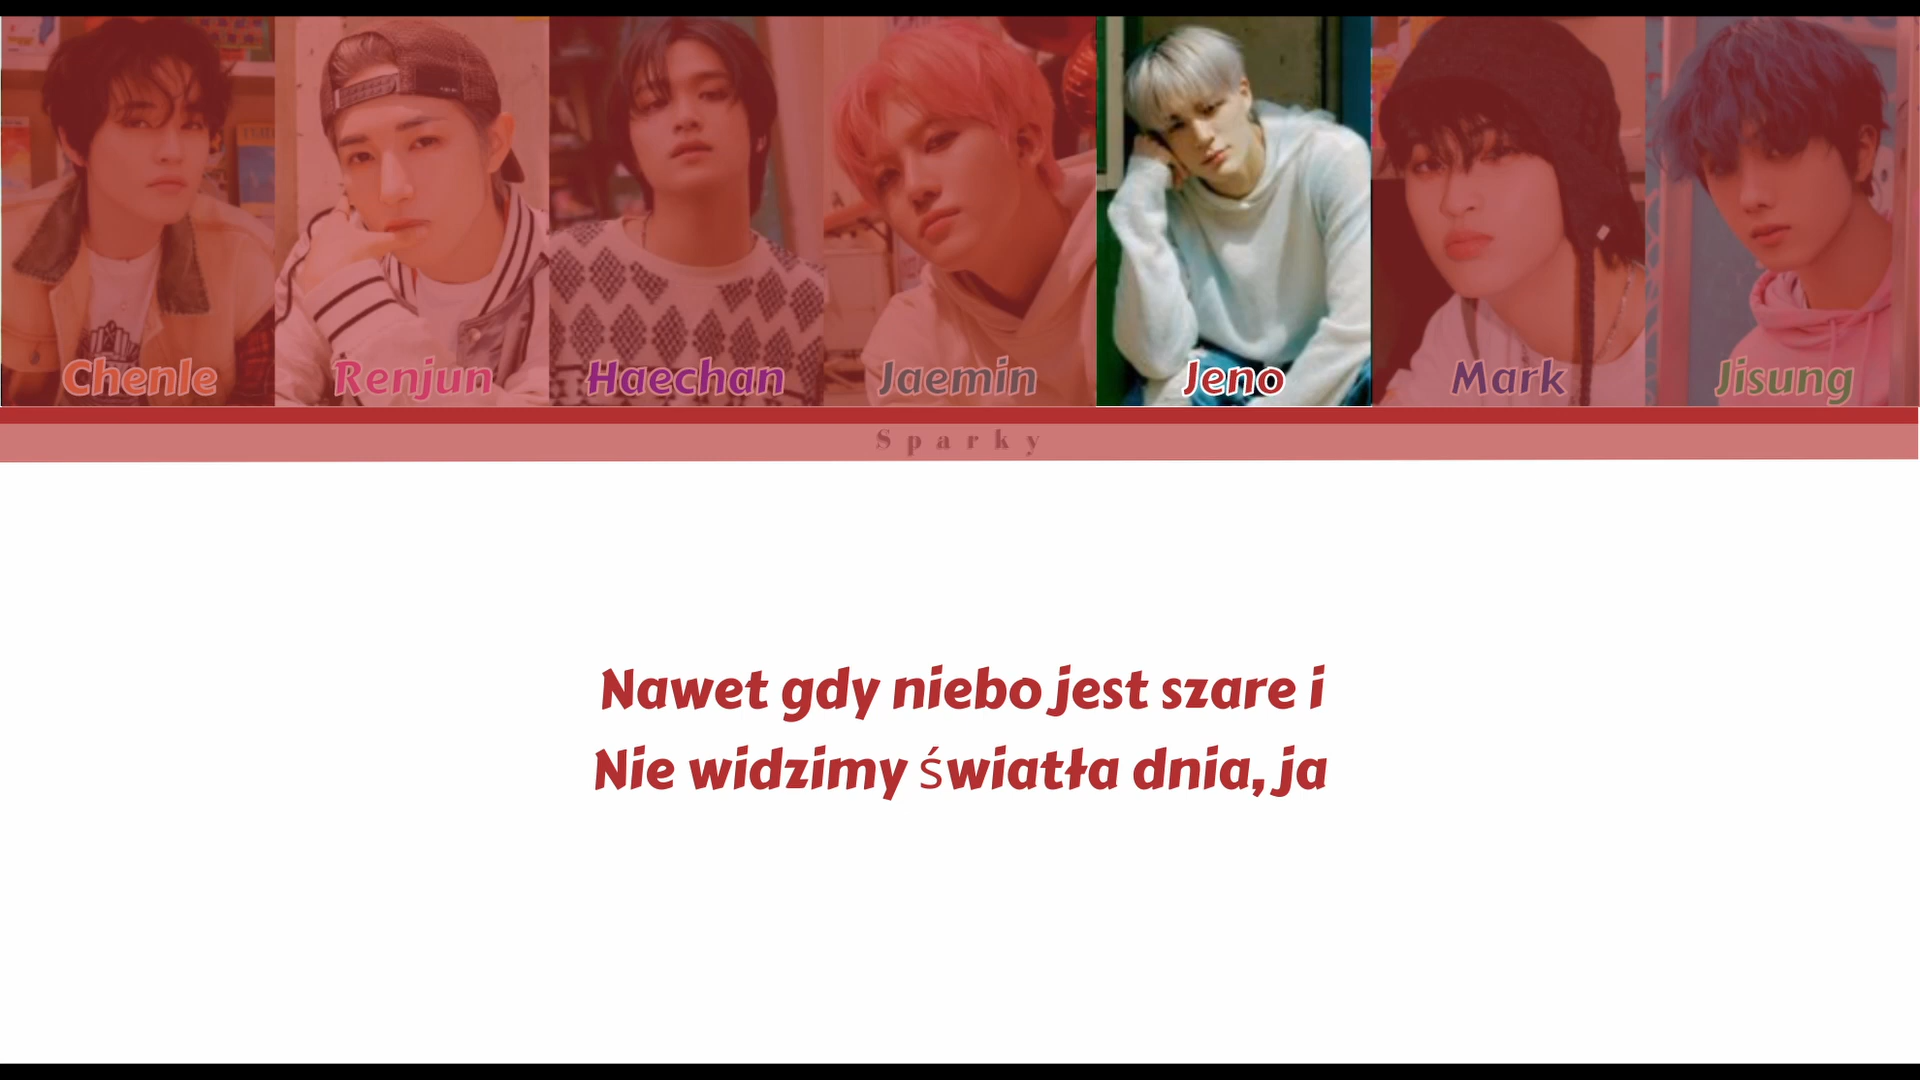 Chenle Renjun Haechan Jaemin Jeno Mark Jisung
Sparky
Nawet gdy niebo jest szare i
Nie widzimy światła dnia, ja